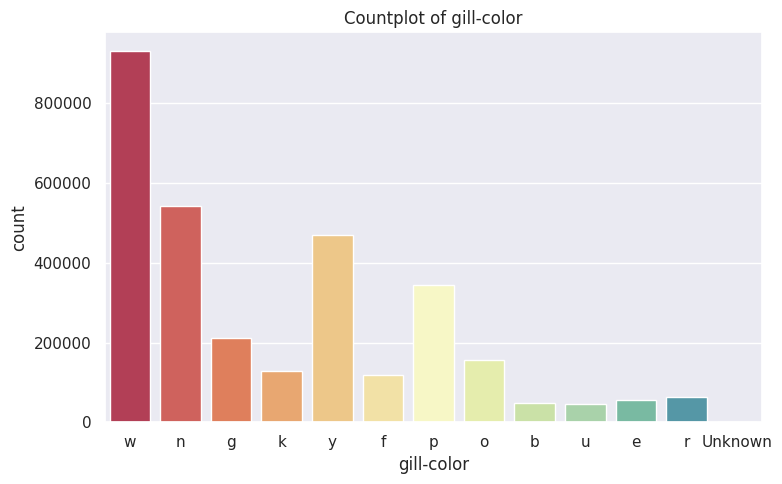 Countplot of gill-color
count
800000
600000
400000
200000
0
w n g k y f p o b u e r Unknown
gill-color